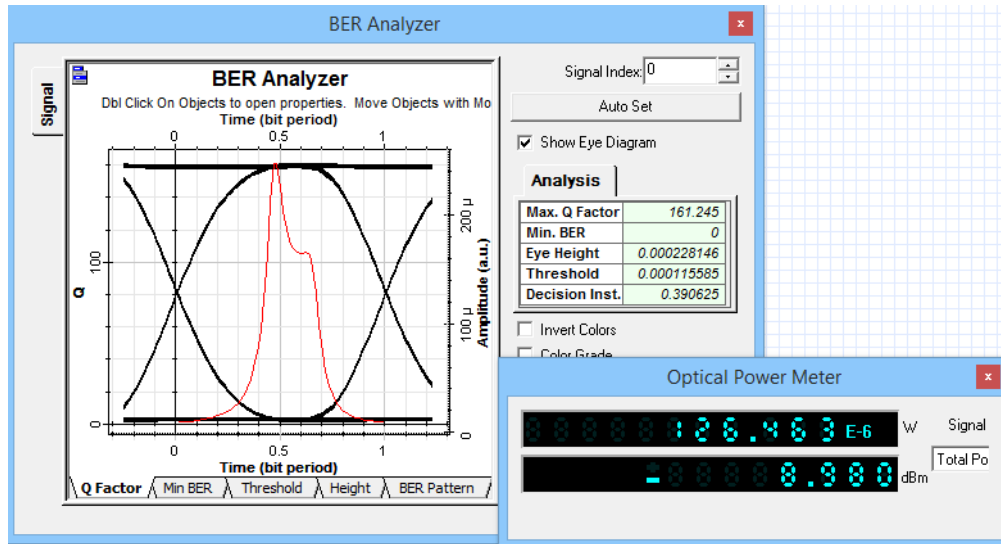 BER Analyzer
x
Signal
BER Analyzer
Dbl Click On Objects to open properties. Move Objects with Mo
Time (bit period)
0 0.5 1
Q
0 100
Amplitude (a.u.)
0 100 µ 200 µ
0 0.5 1
Time (bit period)
Q Factor Min BER Threshold Height BER Pattern
Signal Index: 0
Auto Set
Show Eye Diagram
Analysis
Max. Q Factor 161.245
Min. BER 0
Eye Height 0.000228146
Threshold 0.000115585
Decision Inst. 0.390625
Invert Colors
Color Grade
Optical Power Meter
x
126.463 E-6 W
Signal
- 8.980 dBm
Total Po